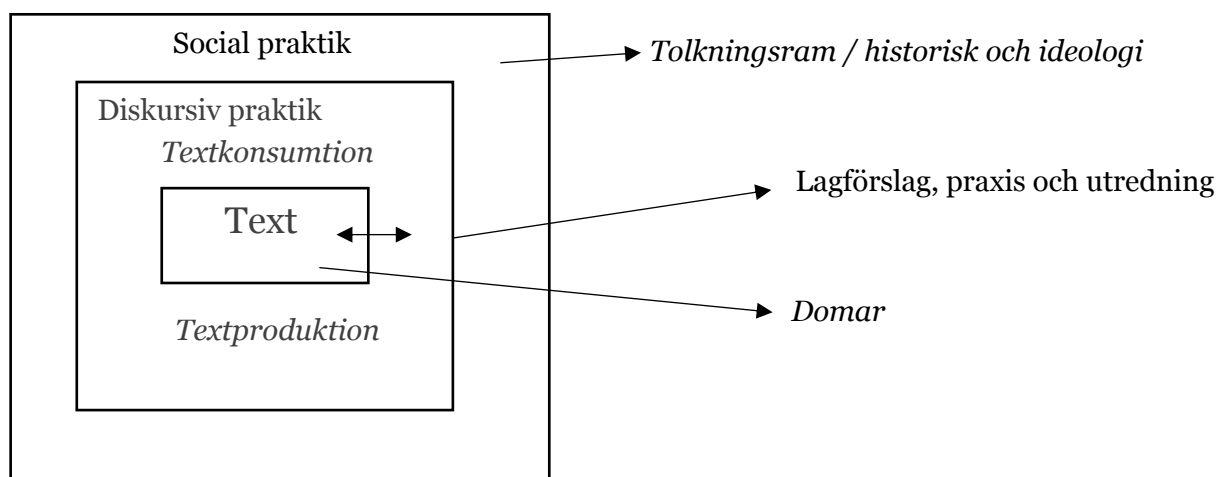 Social praktik
Tolkningsram / historisk och ideologi
Diskursiv praktik
Textkonsumtion
Lagförslag, praxis och utredning
Text
Domar
Textproduktion